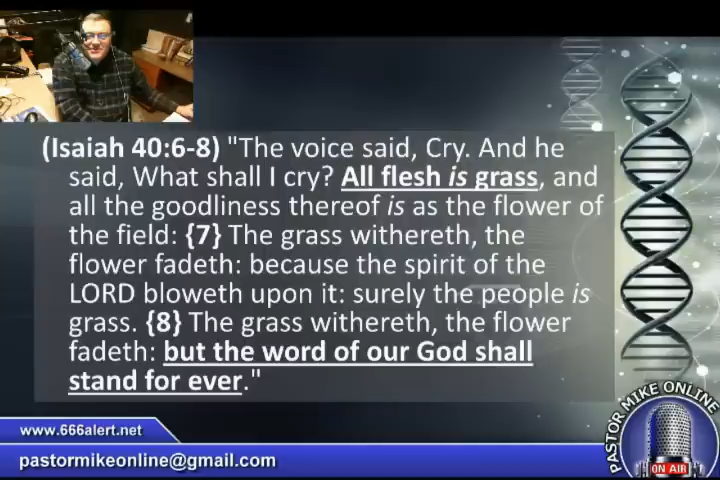 (Isaiah 40:6-8) "The voice said, Cry. And he
said, What shall I cry? All flesh is grass, and
all the goodliness thereof is as the flower of
the field: {7} The grass withereth, the
flower fadeth: because the spirit of the
LORD bloweth upon it: surely the people is
grass. {8} The grass withereth, the flower
fadeth: but the word of our God shall
stand for ever."
www.666alert.net
pastormikeonline@gmail.com
PASTOR MIKE ONLINE
ON AIR